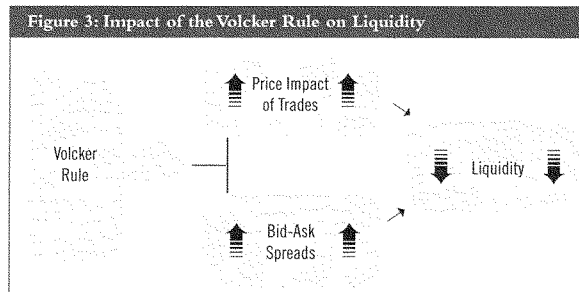 Figure 3: Impact of the Volcker Rule on Liquidity
Price Impact
of Trades
Volcker
Rule
Liquidity
Bid-Ask
Spreads